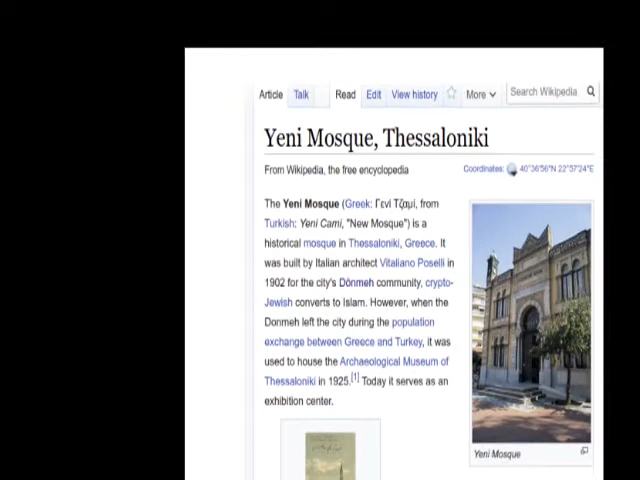 Article Talk Read Edit View history More Search Wikipedia
Yeni Mosque, Thessaloniki
From Wikipedia, the free encyclopedia
Coordinates: 40°36'56"N 22°57'24"E
The Yeni Mosque (Greek: Γενί Τζαμί, from
Turkish: Yeni Cami, "New Mosque") is a
historical mosque in Thessaloniki, Greece. It
was built by Italian architect Vitaliano Poselli in
1902 for the city's Dönmeh community, crypto-
Jewish converts to Islam. However, when the
Donmeh left the city during the population
exchange between Greece and Turkey, it was
used to house the Archaeological Museum of
Thessaloniki in 1925.[1] Today it serves as an
exhibition center.
Yeni Mosque